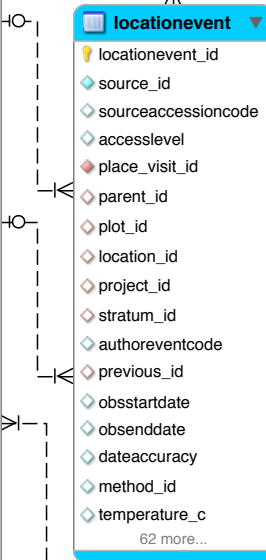 locationevent
locationevent_id
source_id
sourceaccessioncode
accesslevel
place_visit_id
parent_id
plot_id
location_id
project_id
stratum_id
authoreventcode
previous_id
obsstartdate
obsenddate
dateaccuracy
method_id
temperature_c
62 more...